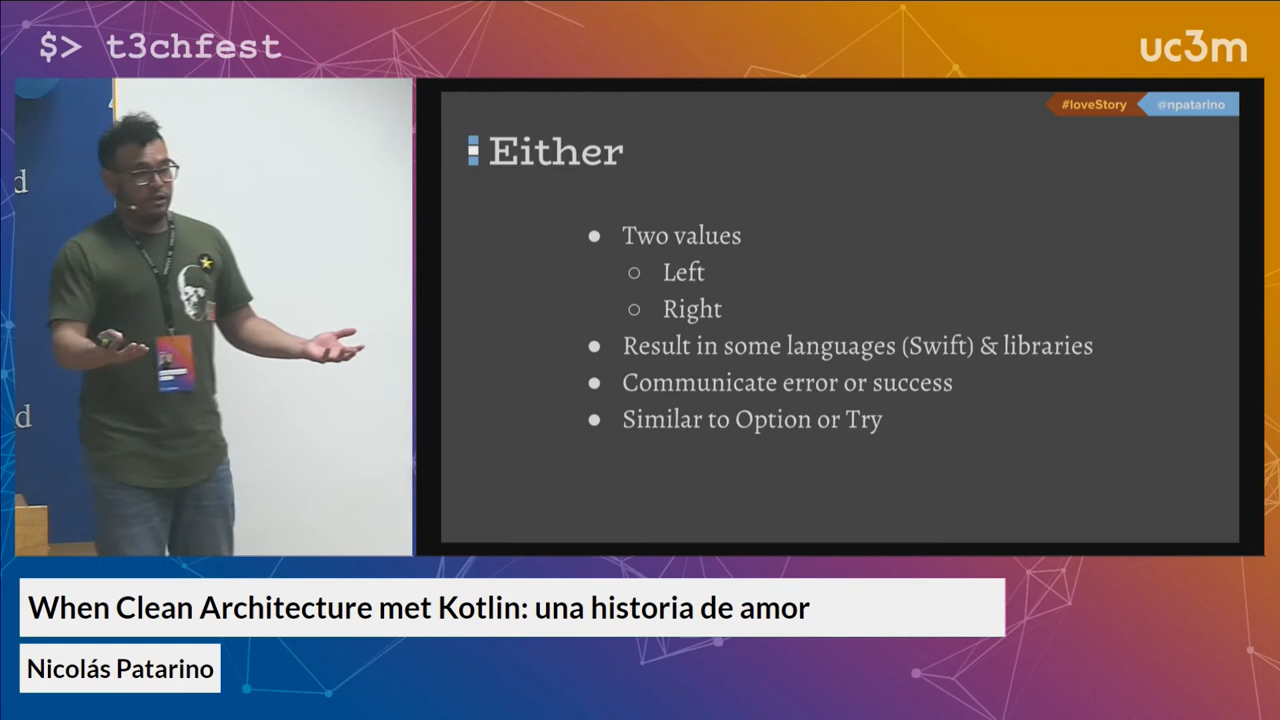 $> t3chfest
uc3m
#loveStory
@npatarino
Either
● Two values
○ Left
○ Right
● Result in some languages (Swift) & libraries
● Communicate error or success
● Similar to Option or Try
d
d
When Clean Architecture met Kotlin: una historia de amor
Nicolás Patarino